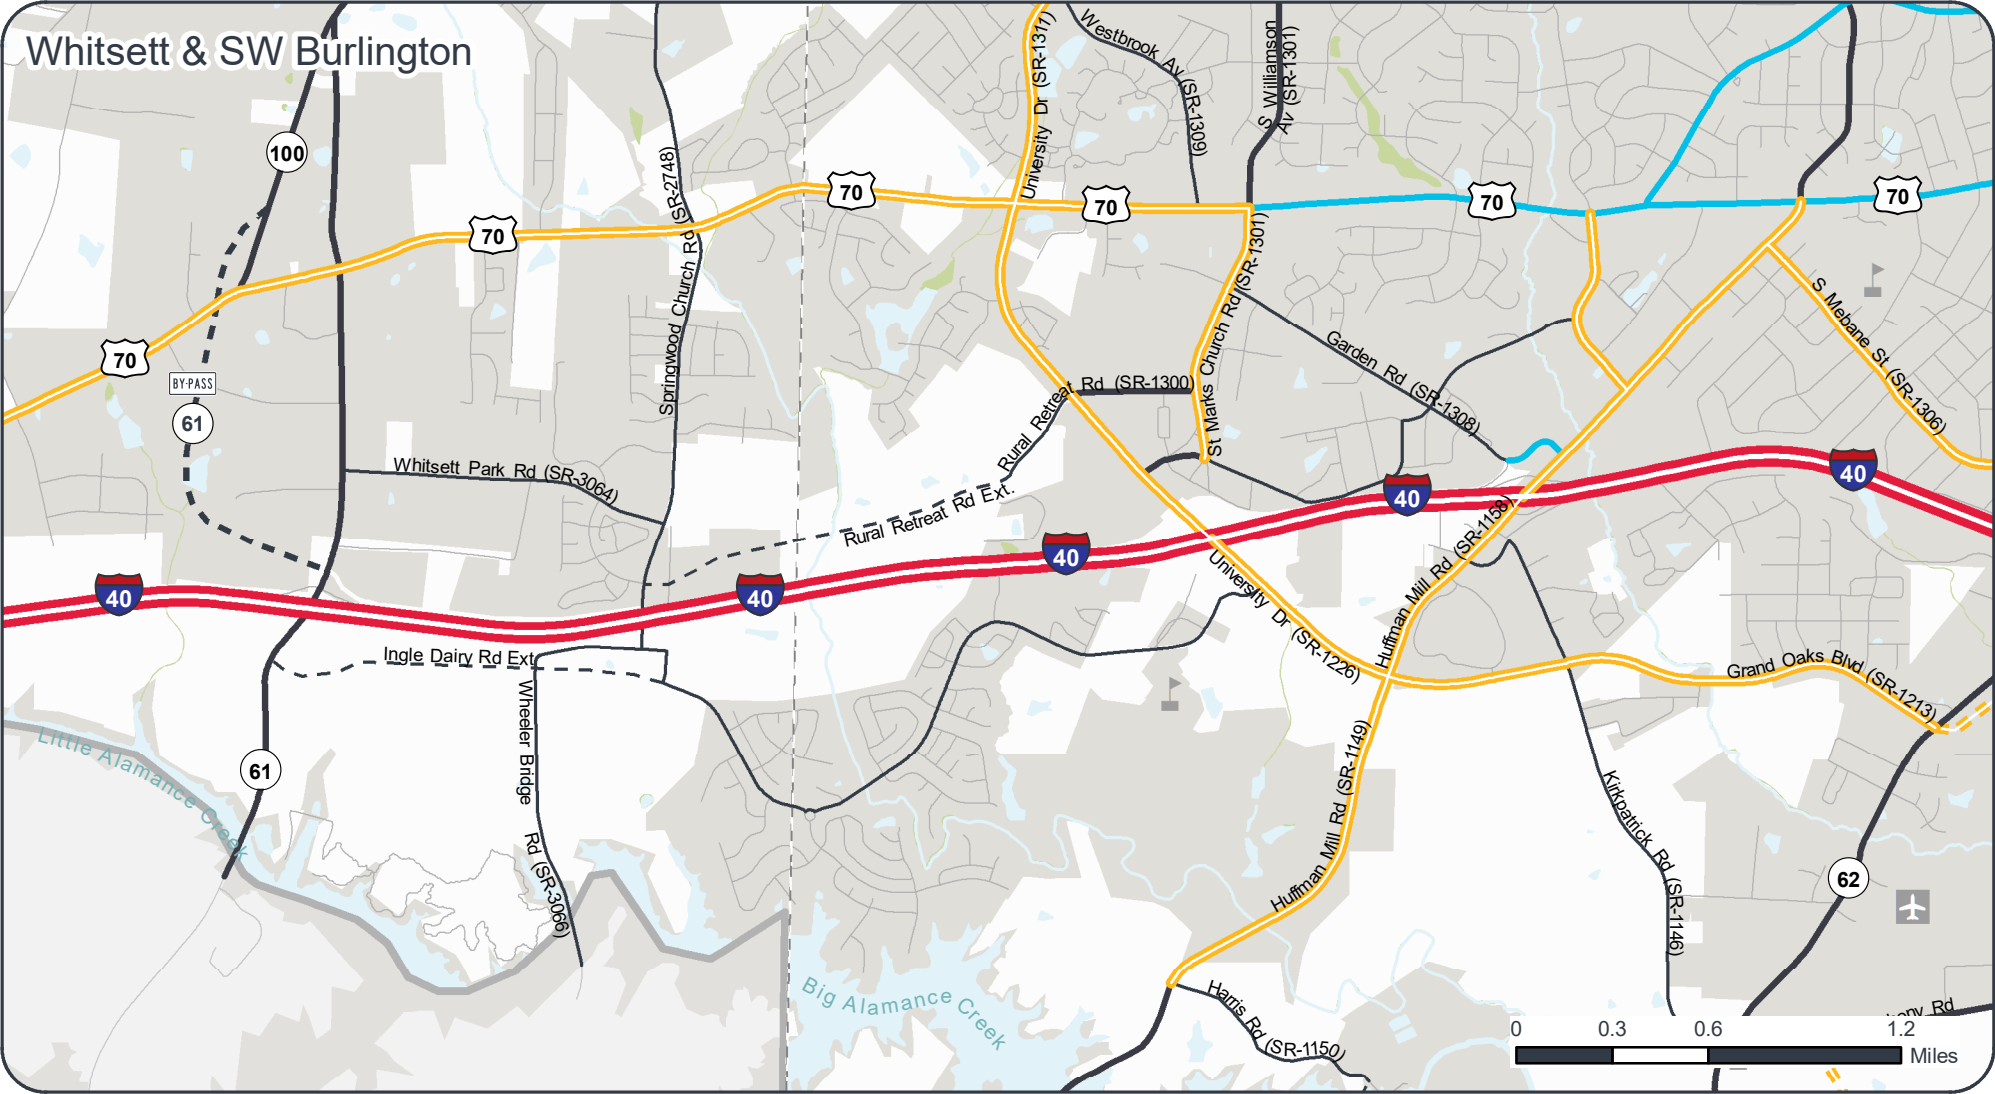 Whitsett & SW Burlington
University Dr (SR-1311)
Westbrook Av (SR-1309)
S Williamson
Av (SR-1301)
100
Springwood Church Rd (SR-2748)
70
70
70
70
70
70
St Marks Church Rd (SR-1301)
Garden Rd (SR-1308)
S Mebane St (SR-1306)
BY-PASS
61
Rural Retreat Rd (SR-1300)
Whitsett Park Rd (SR-3064)
Rural Retreat Rd Ext.
40
40
40
40
40
Huffman Mill Rd (SR-1158)
University Dr (SR-1226)
Ingle Dairy Rd Ext.
Grand Oaks Blvd (SR-1213)
Wheeler Bridge
Rd (SR-3066)
Little Alamance Creek
61
Huffman Mill Rd (SR-1149)
Kirkpatrick Rd (SR-1146)
62
Big Alamance Creek
Harris Rd (SR-1150)
Rd
0 0.3 0.6 1.2
Miles